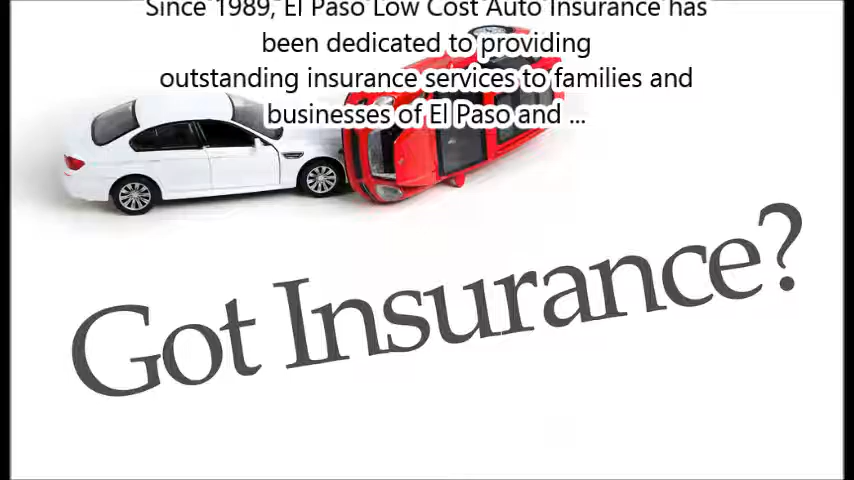 Since 1989, El Paso Low Cost Auto Insurance has
been dedicated to providing
outstanding insurance services to families and
businesses of El Paso and ...
Got Insurance?